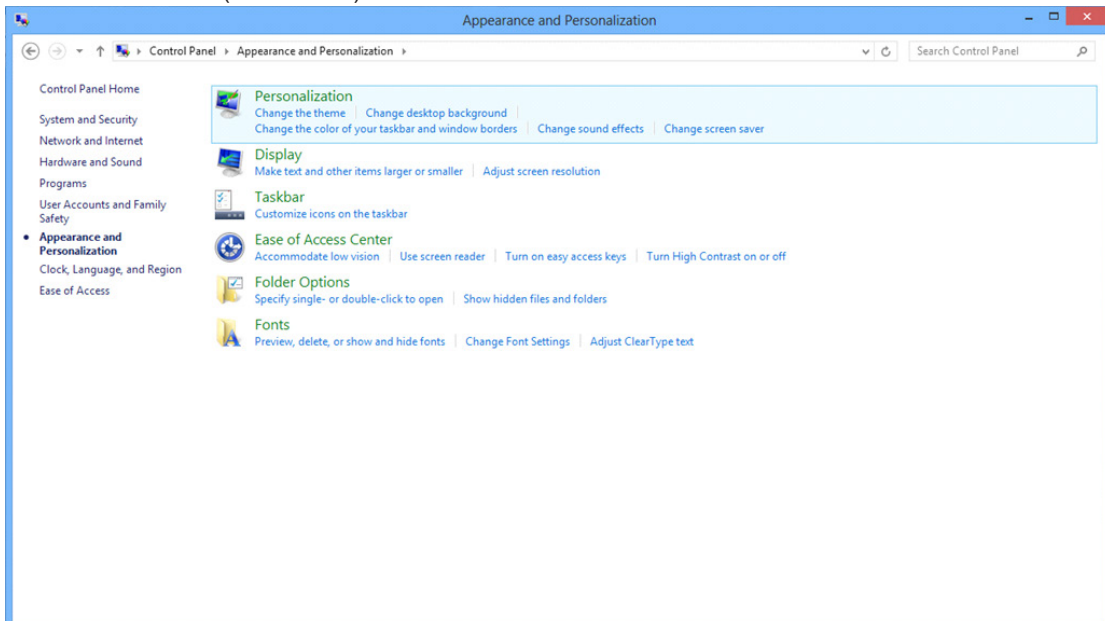 Appearance and Personalization
Control Panel Appearance and Personalization
Search Control Panel
Control Panel Home
System and Security
Network and Internet
Hardware and Sound
Programs
User Accounts and Family
Safety
Appearance and
Personalization
Clock, Language, and Region
Ease of Access
Personalization
Change the theme Change desktop background
Change the color of your taskbar and window borders Change sound effects Change screen saver
Display
Make text and other items larger or smaller Adjust screen resolution
Taskbar
Customize icons on the taskbar
Ease of Access Center
Accommodate low vision Use screen reader Turn on easy access keys Turn High Contrast on or off
Folder Options
Specify single- or double-click to open Show hidden files and folders
Fonts
Preview, delete, or show and hide fonts Change Font Settings Adjust ClearType text